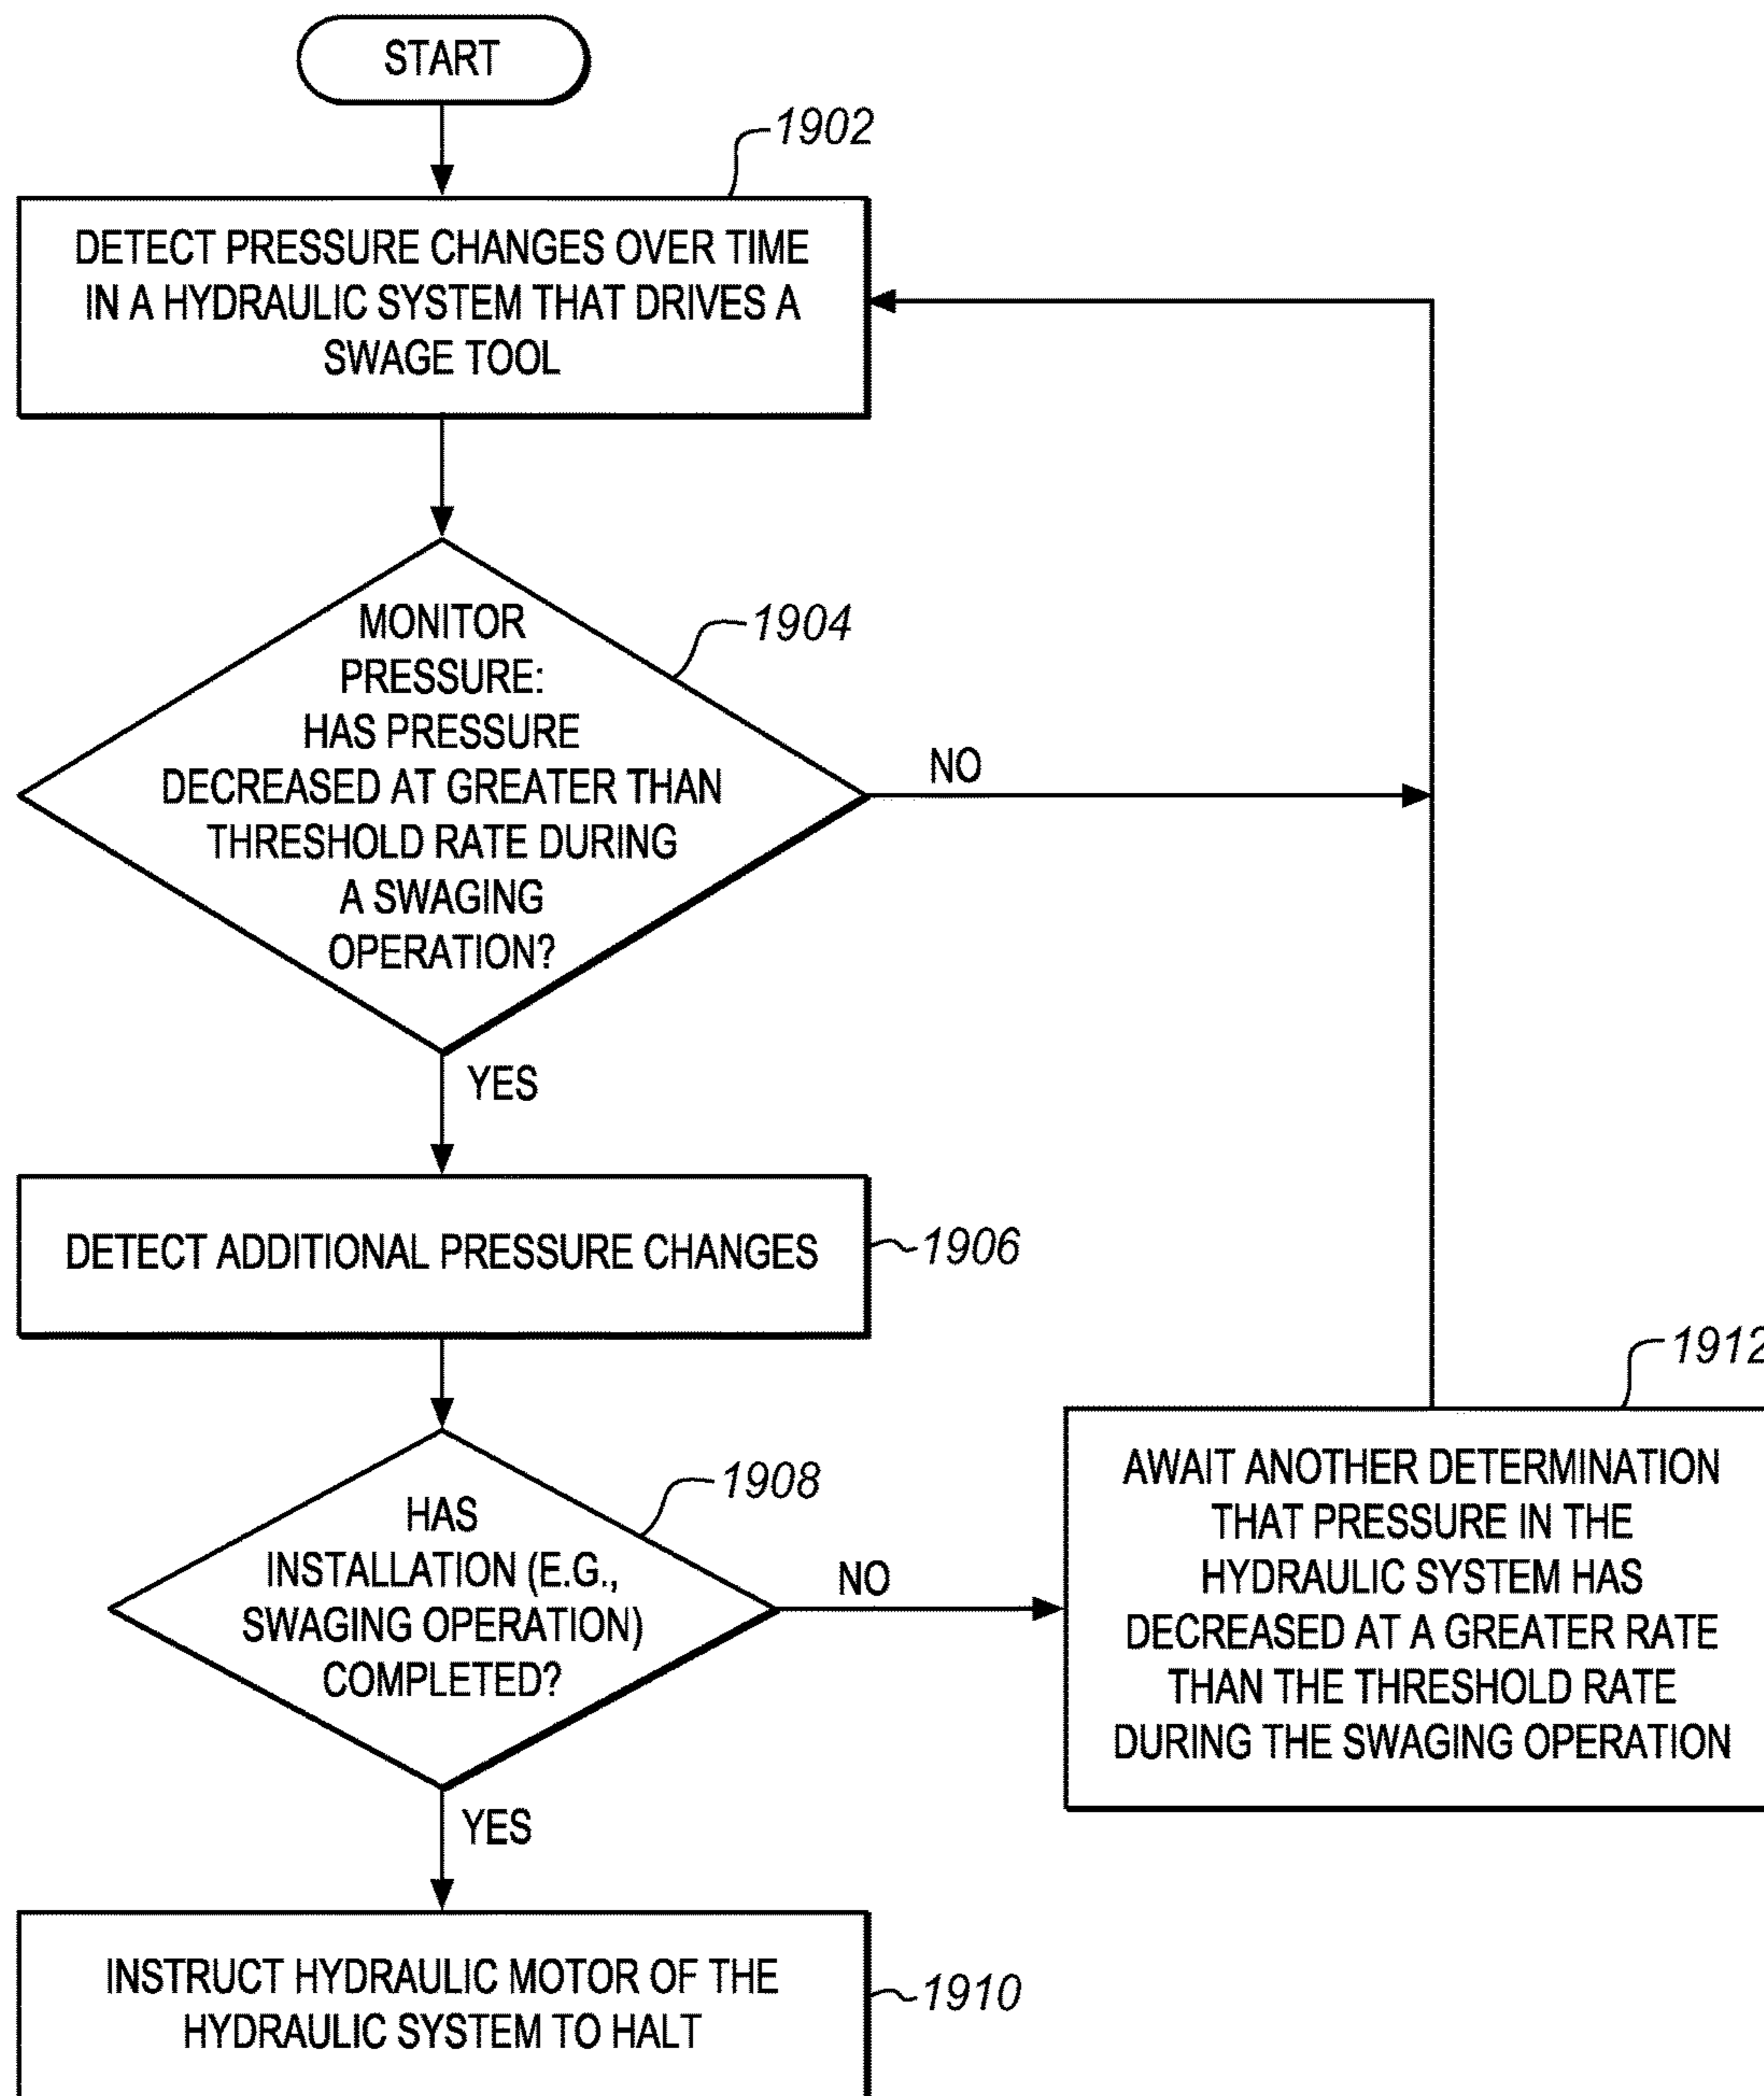 START
1902
DETECT PRESSURE CHANGES OVER TIME
IN A HYDRAULIC SYSTEM THAT DRIVES A
SWAGE TOOL
1904
MONITOR
PRESSURE:
HAS PRESSURE
DECREASED AT GREATER THAN
THRESHOLD RATE DURING
A SWAGING
OPERATION?
NO
YES
DETECT ADDITIONAL PRESSURE CHANGES
1906
1908
HAS
INSTALLATION (E.G.,
SWAGING OPERATION)
COMPLETED?
NO
YES
1912
AWAIT ANOTHER DETERMINATION
THAT PRESSURE IN THE
HYDRAULIC SYSTEM HAS
DECREASED AT A GREATER RATE
THAN THE THRESHOLD RATE
DURING THE SWAGING OPERATION
INSTRUCT HYDRAULIC MOTOR OF THE
HYDRAULIC SYSTEM TO HALT
1910